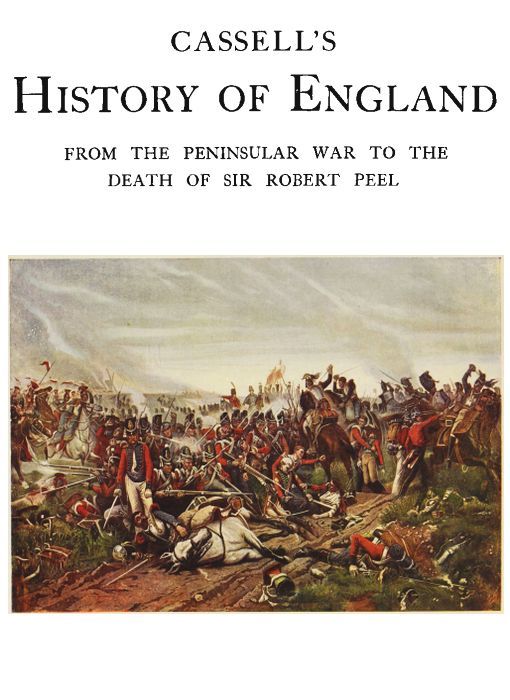 CASSELL'S
HISTORY OF ENGLAND
FROM THE PENINSULAR WAR TO THE
DEATH OF SIR ROBERT PEEL